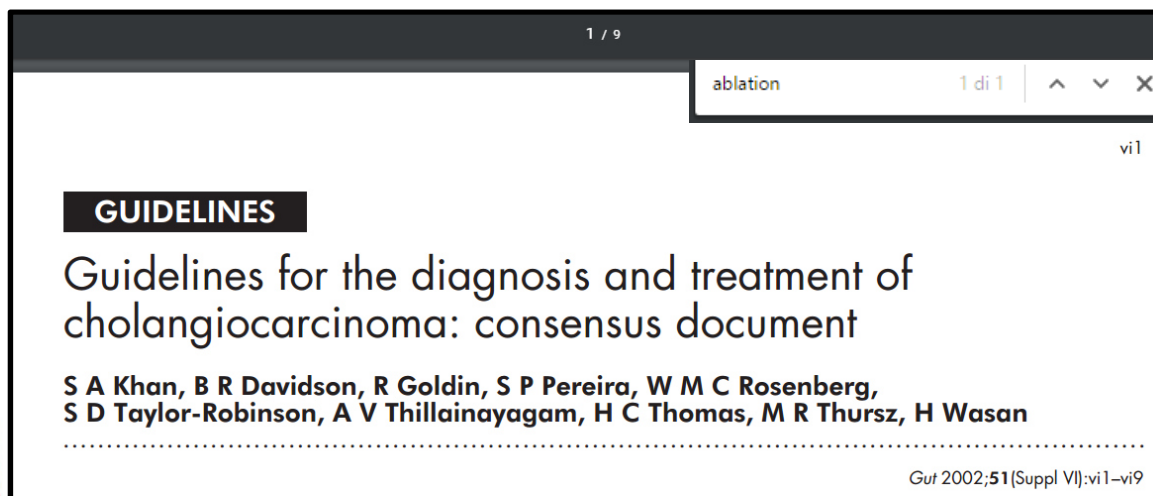 1 / 9
ablation 1 di 1
vi1
GUIDELINES
Guidelines for the diagnosis and treatment of
cholangiocarcinoma: consensus document
S A Khan, B R Davidson, R Goldin, S P Pereira, W M C Rosenberg,
S D Taylor-Robinson, A V Thillainayagam, H C Thomas, M R Thursz, H Wasan
Gut 2002;51(Suppl VI):vi1–vi9